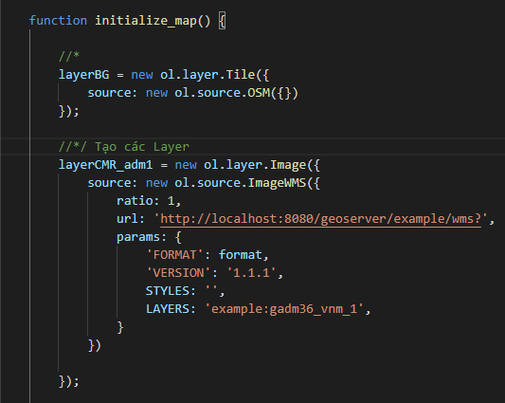 function initialize_map() {
//*
layerBG = new ol.layer.Tile({
source: new ol.source.OSM({})
});
//*/ Tạo các Layer
layerCMR_adm1 = new ol.layer.Image({
source: new ol.source.ImageWMS({
ratio: 1,
url: 'http://localhost:8080/geoserver/example/wms?',
params: {
'FORMAT': format,
'VERSION': '1.1.1',
STYLES: '',
LAYERS: 'example:gadm36_vnm_1',
}
})
});